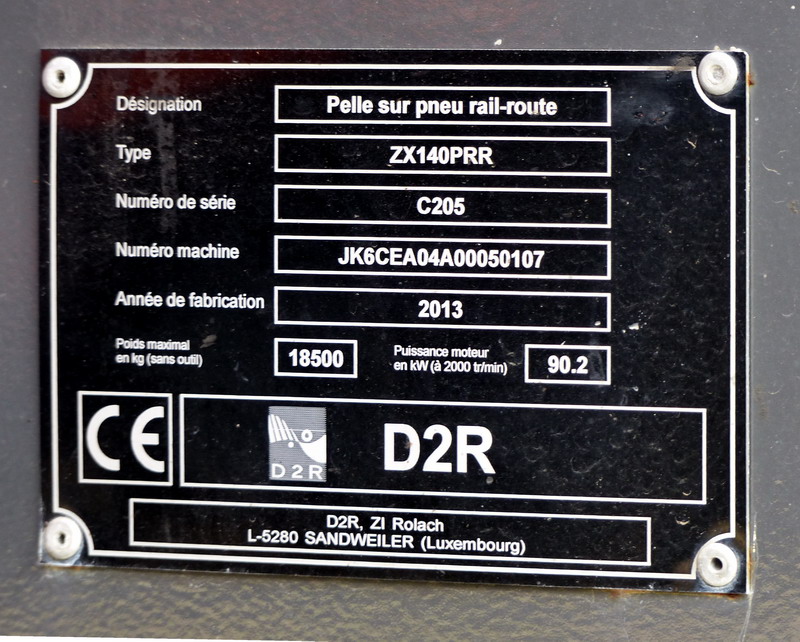 Désignation Pelle sur pneu rail-route
Type ZX140PRR
Numéro de série C205
Numéro machine JK6CEA04A00050107
Année de fabrication 2013
Poids maximal
en kg (sans outil) 18500
Puissance moteur
en kW (à 2000 tr/min) 90.2
CE
D2R
D2R
D2R, ZI Rolach
L-5280 SANDWEILER (Luxembourg)